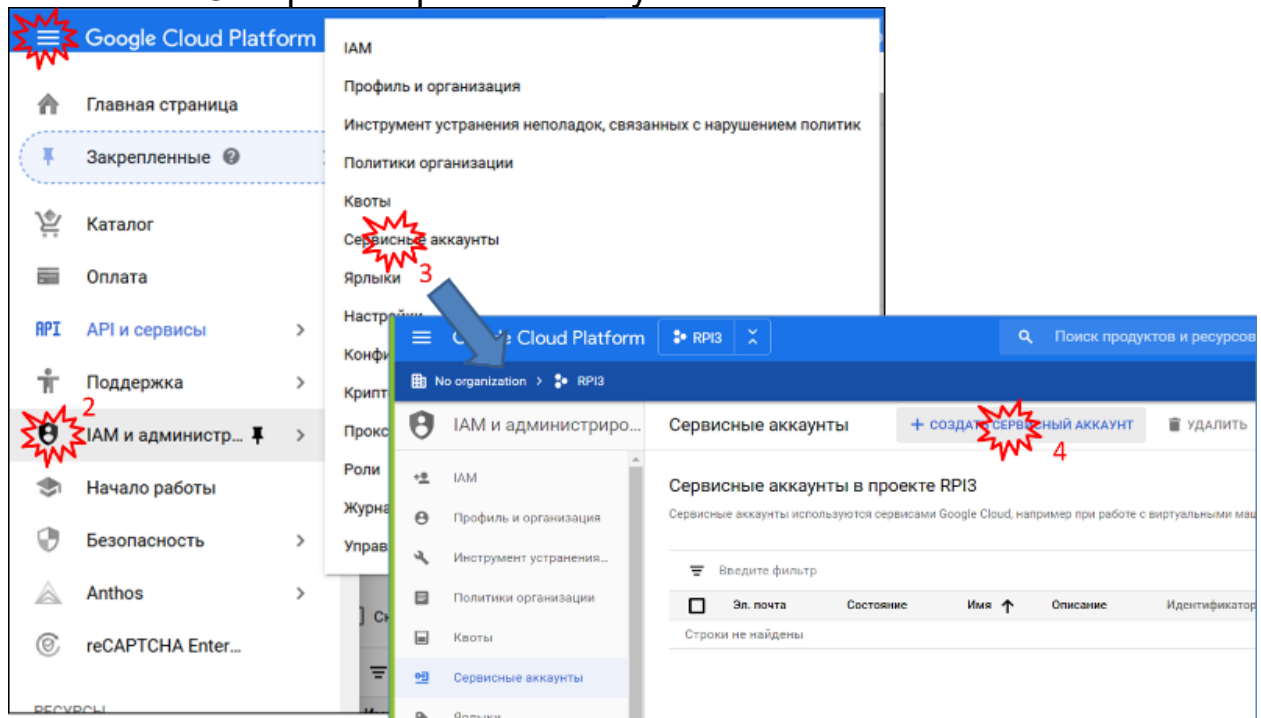 Google Cloud Platform
Главная страница
Закрепленные
Каталог
Оплата
API API и сервисы
Поддержка
2
IAM и администр...
Начало работы
Безопасность
Anthos
reCAPTCHA Enter...
IAM
Профиль и организация
Инструмент устранения неполадок, связанных с нарушением политик
Политики организации
Квоты
Сервисные аккаунты
3
Ярлыки
Настройки
Роли
Cloud Platform
RPI3
Поиск продуктов и ресурсов
No organization > RPI3
IAM и администриро...
IAM
Профиль и организация
Инструмент устранения...
Политики организации
Квоты
Сервисные аккаунты
Ярлыки
Сервисные аккаунты
+ СОЗДАТЬ СЕРВИСНЫЙ АККАУНТ
УДАЛИТЬ
4
Сервисные аккаунты в проекте RPI3
Сервисные аккаунты используются сервисами Google Cloud, например при работе с виртуальными
Введите фильтр
Эл. почта Состояние Имя Описание Идентификатор
Строки не найдены